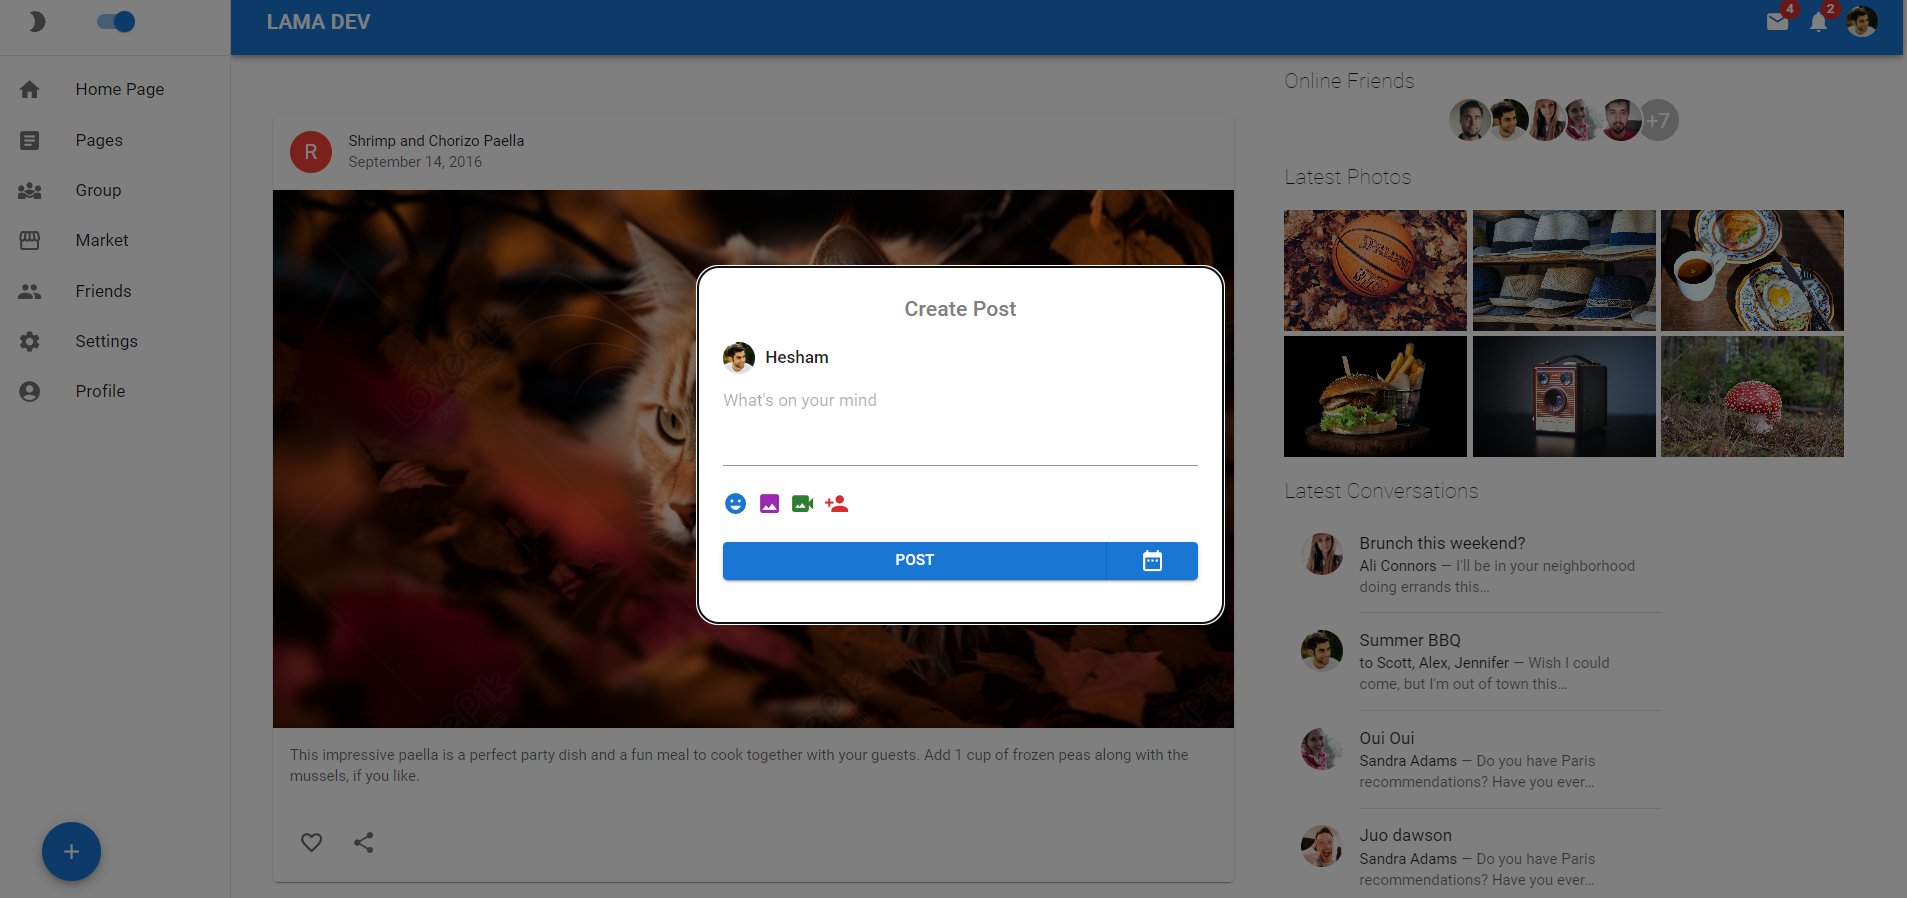 LAMA DEV
4
2
Home Page
Pages
Group
Market
Friends
Settings
Profile
R
Shrimp and Chorizo Paella
September 14, 2016
lovepik
lovepik
This impressive paella is a perfect party dish and a fun meal to cook together with your guests. Add 1 cup of frozen peas along with the
mussels, if you like.
Create Post
Hesham
What's on your mind
POST
Online Friends
+7
Latest Photos
Latest Conversations
Brunch this weekend?
Ali Connors — I'll be in your neighborhood
doing errands this…
Summer BBQ
to Scott, Alex, Jennifer — Wish I could
come, but I'm out of town this…
Oui Oui
Sandra Adams — Do you have Paris
recommendations? Have you ever…
Juo dawson
Sandra Adams — Do you have Paris
recommendations? Have you ever…